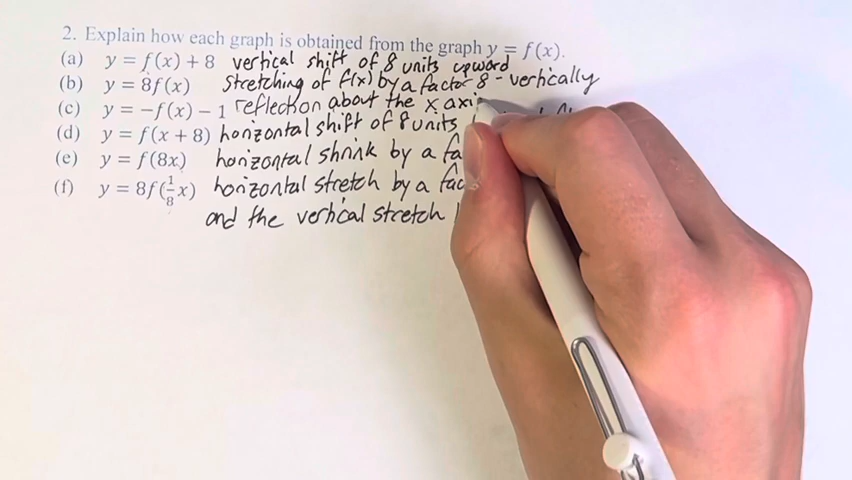 2. Explain how each graph is obtained from the graph y = f(x).
(a) y = f(x) + 8 vertical shift of 8 units upward
(b) y = 8f(x) stretching of f(x) by a factor 8 - vertically
(c) y = −f(x) − 1 reflection about the x axis
(d) y = f(x + 8) horizontal shift of 8 units
(e) y = f(8x) horizontal shrink by a
(f) y = 8f(1/8 x) horizontal stretch by a
and the vertical stretch